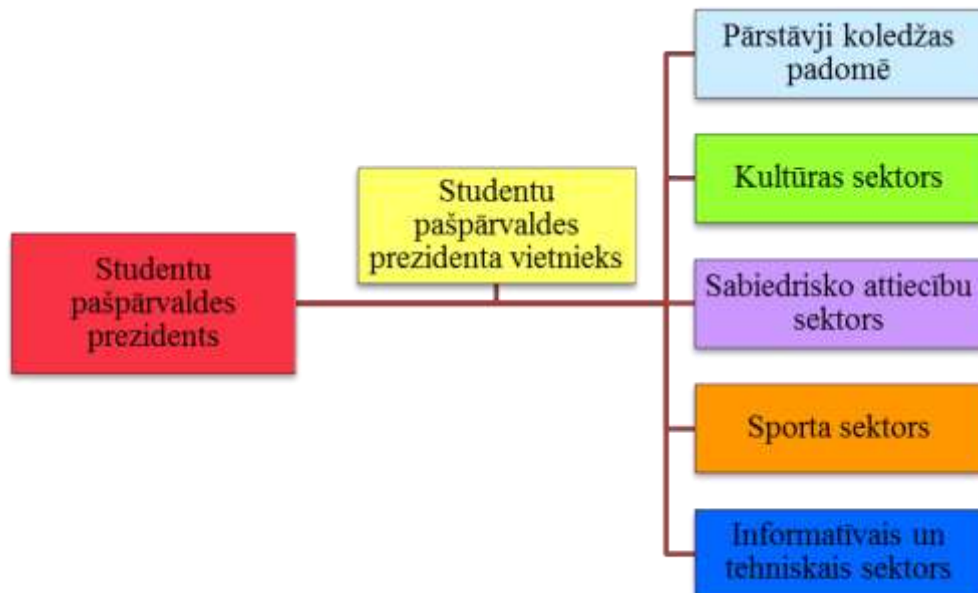 Studentu
pašpārvaldes
prezidents
Studentu
pašpārvaldes
prezidenta vietnieks
Pārstāvji koledžas
padomē
Kultūras sektors
Sabiedrisko attiecību
sektors
Sporta sektors
Informatīvais un
tehniskais sektors